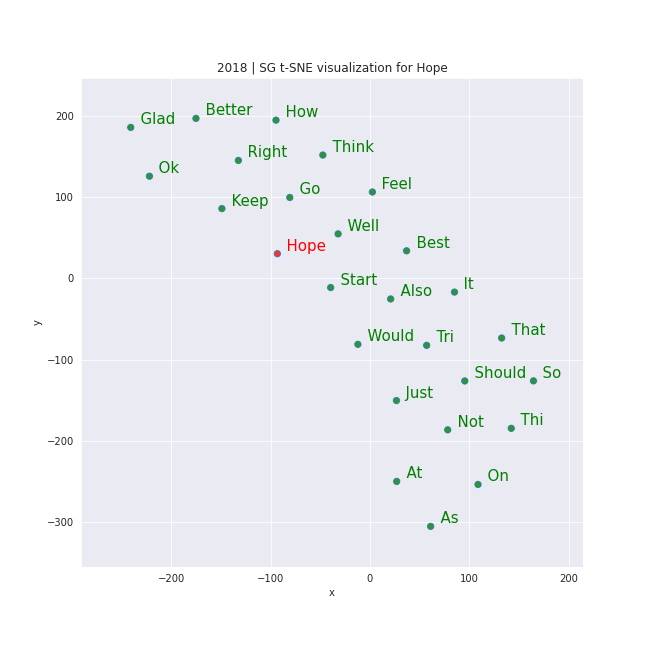 2018 | SG t-SNE visualization for Hope
200
100
0
−100
−200
−300
y
Glad
Better
How
Think
Right
Ok
Feel
Go
Keep
Well
Best
Hope
Start
Also
It
Would
Tri
That
Should
So
Just
Not
Thi
At
On
As
−200
−100
0
100
200
x